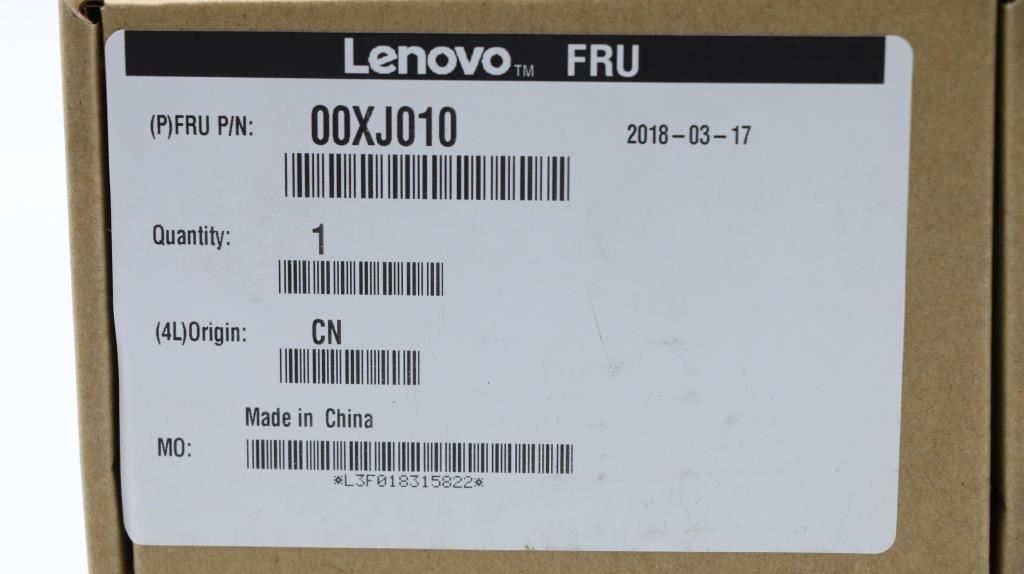 Lenovo™ FRU
(P)FRU P/N: 00XJ010 2018-03-17
Quantity: 1
(4L)Origin: CN
Made in China
MO:
*L3F018315822*